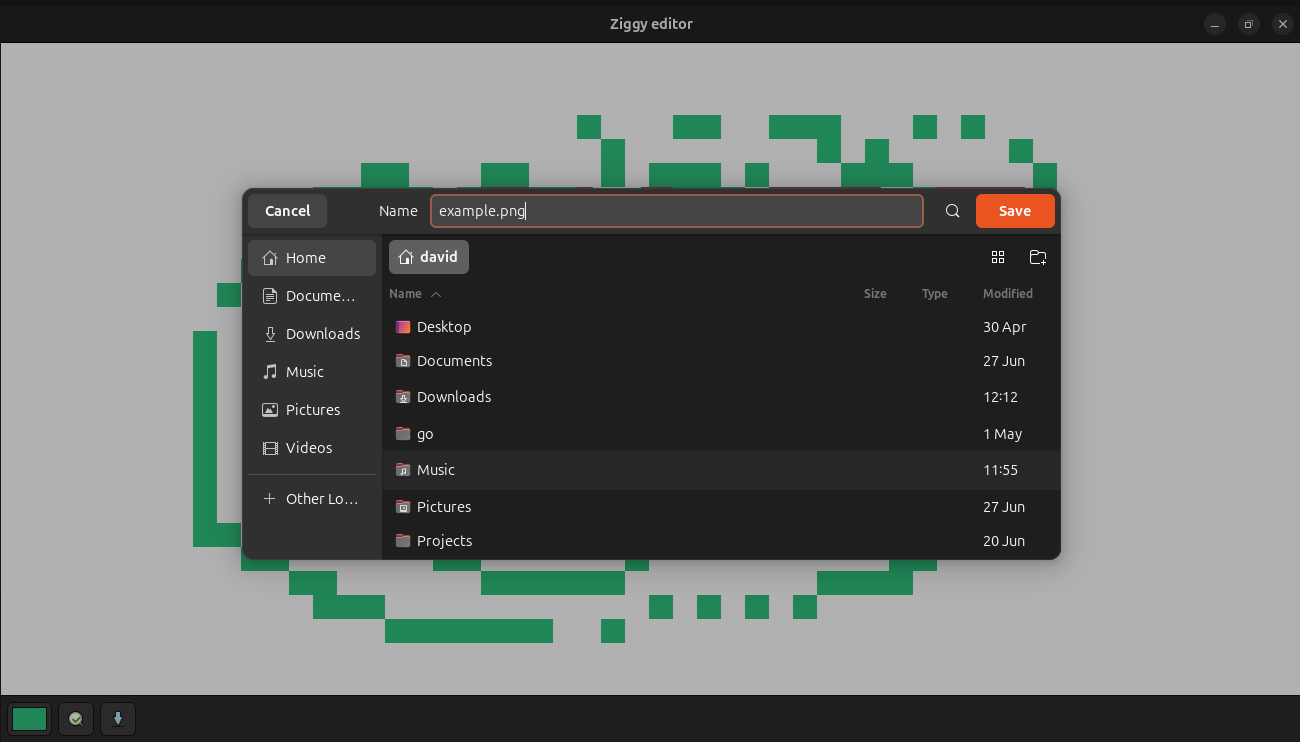 Ziggy editor
Cancel
Name
example.png
Save
Home
david
Docume...
Downloads
Music
Pictures
Videos
Other Lo...
Name Size Type Modified
Desktop 30 Apr
Documents 27 Jun
Downloads 12:12
go 1 May
Music 11:55
Pictures 27 Jun
Projects 20 Jun